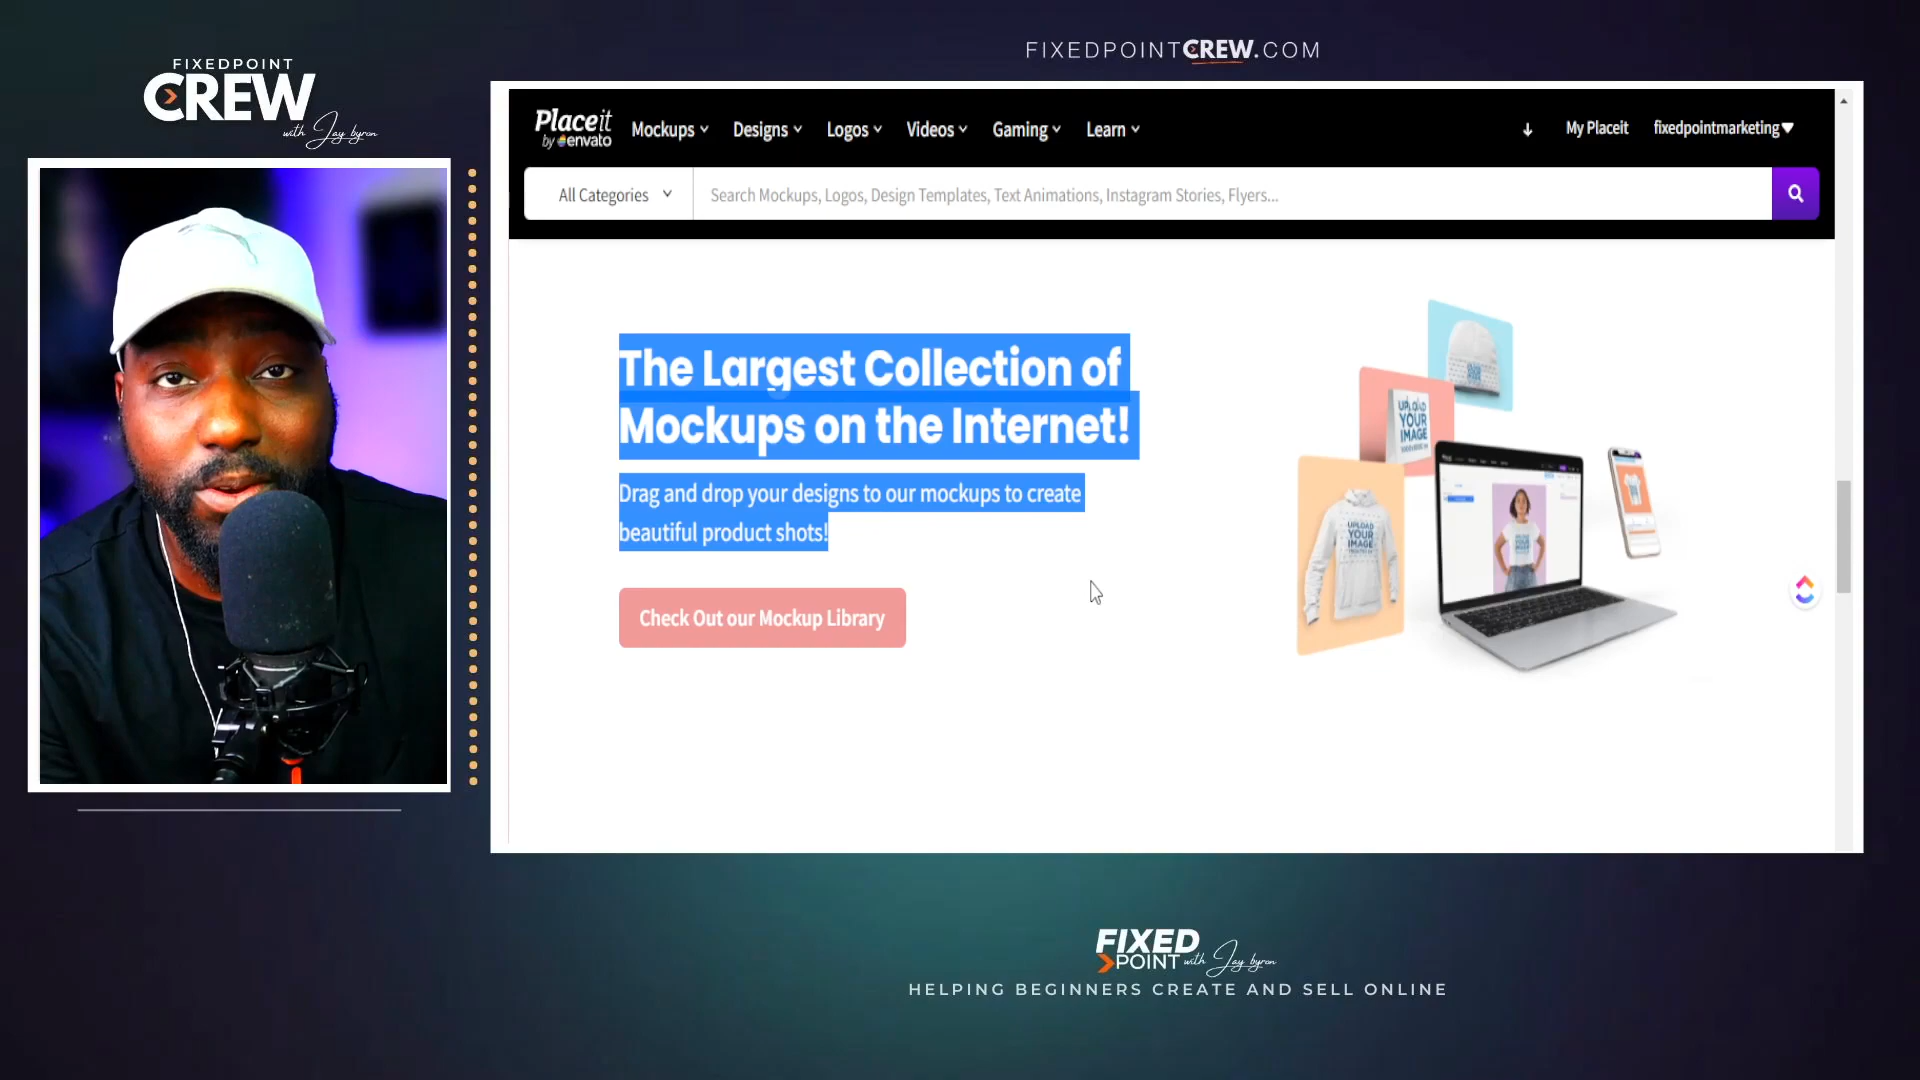 FIXEDPOINT
CREW
with Jay byron
FIXEDPOINTCREW.COM
Placeit
by envato
Mockups
Designs
Logos
Videos
Gaming
Learn
My Placeit
fixedpointmarketing
All Categories
Search Mockups, Logos, Design Templates, Text Animations, Instagram Stories, Flyers...
The Largest Collection of
Mockups on the Internet!
Drag and drop your designs to our mockups to create
beautiful product shots!
Check Out our Mockup Library
UPLOAD
YOUR
IMAGE
UPLOAD
YOUR
IMAGE
FIXED
POINT with Jay byron
HELPING BEGINNERS CREATE AND SELL ONLINE